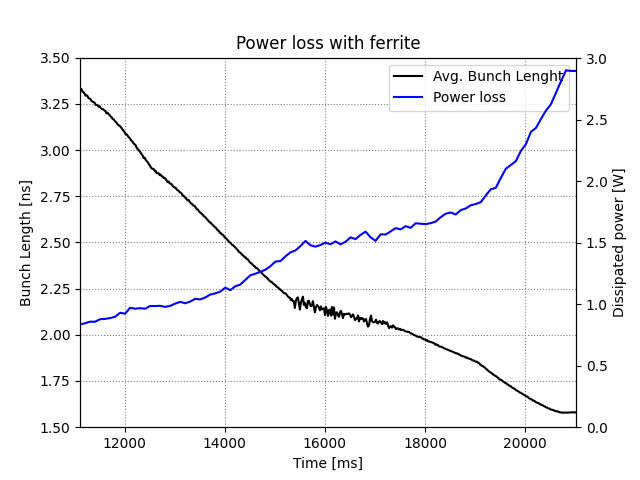 Power loss with ferrite
Avg. Bunch Lenght
Power loss
Bunch Length [ns]
3.50
3.25
3.00
2.75
2.50
2.25
2.00
1.75
1.50
Dissipated power [W]
3.0
2.5
2.0
1.5
1.0
0.5
0.0
12000 14000 16000 18000 20000
Time [ms]